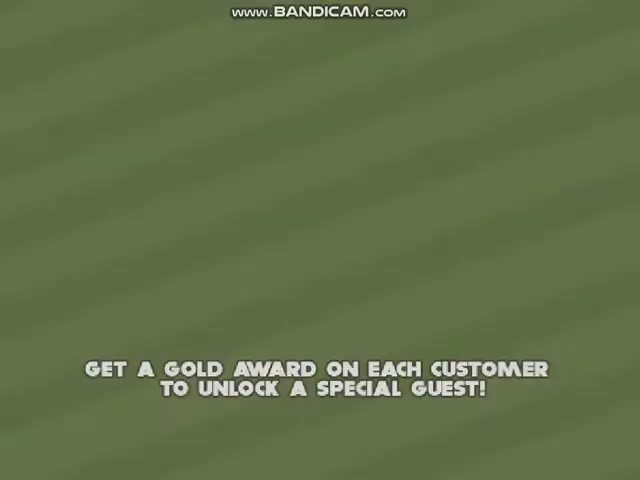 www.BANDICAM.com
GET A GOLD AWARD ON EACH CUSTOMER
TO UNLOCK A SPECIAL GUEST!